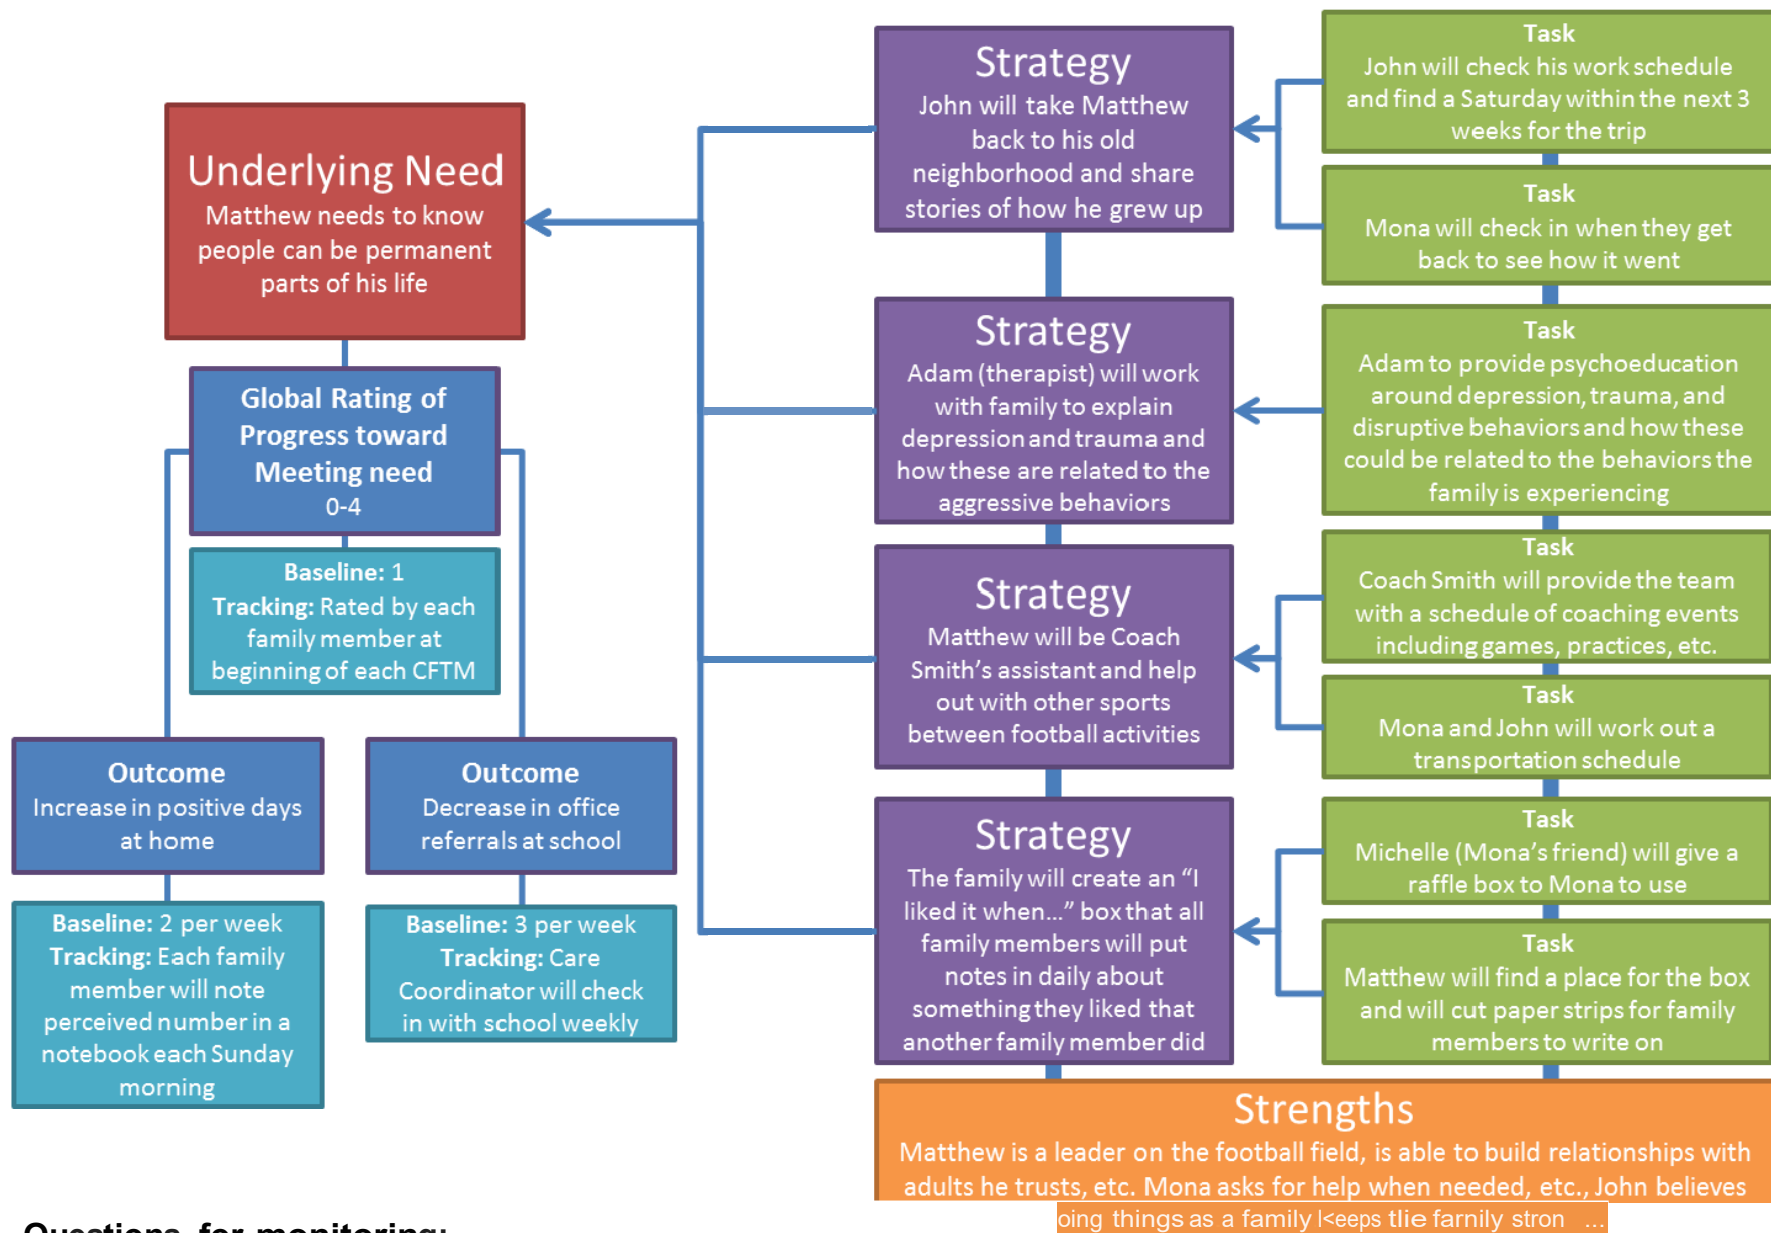 Underlying Need
Matthew needs to know
people can be permanent
parts of his life
Global Rating of
Progress toward
Meeting need
0-4
Baseline: 1
Tracking: Rated by each
family member at
beginning of each CFTM
Outcome
Increase in positive days
at home
Baseline: 2 per week
Tracking: Each family
member will note
perceived number in a
notebook each Sunday
morning
Outcome
Decrease in office
referrals at school
Baseline: 3 per week
Tracking: Care
Coordinator will check
in with school weekly
Strategy
John will take Matthew
back to his old
neighborhood and share
stories of how he grew up
Strategy
Adam (therapist) will work
with family to explain
depression and trauma and
how these are related to the
aggressive behaviors
Strategy
Matthew will be Coach
Smith's assistant and help
out with other sports
between football activities
Strategy
The family will create an "I
liked it when…" box that all
family members will put
notes in daily about
something they liked that
another family member did
Task
John will check his work schedule
and find a Saturday within the next 3
weeks for the trip
Task
Mona will check in when they get
back to see how it went
Task
Adam to provide psychoeducation
around depression, trauma, and
disruptive behaviors and how these
could be related to the behaviors the
family is experiencing
Task
Coach Smith will provide the team
with a schedule of coaching events
including games, practices, etc.
Task
Mona and John will work out a
transportation schedule
Task
Michelle (Mona's friend) will give a
raffle box to Mona to use
Task
Matthew will find a place for the box
and will cut paper strips for family
members to write on
Strengths
Matthew is a leader on the football field, is able to build relationships with
adults he trusts, etc. Mona asks for help when needed, etc., John believes
oing things as a family l<eeps tlie farnily stron ...
Questions for monitoring: